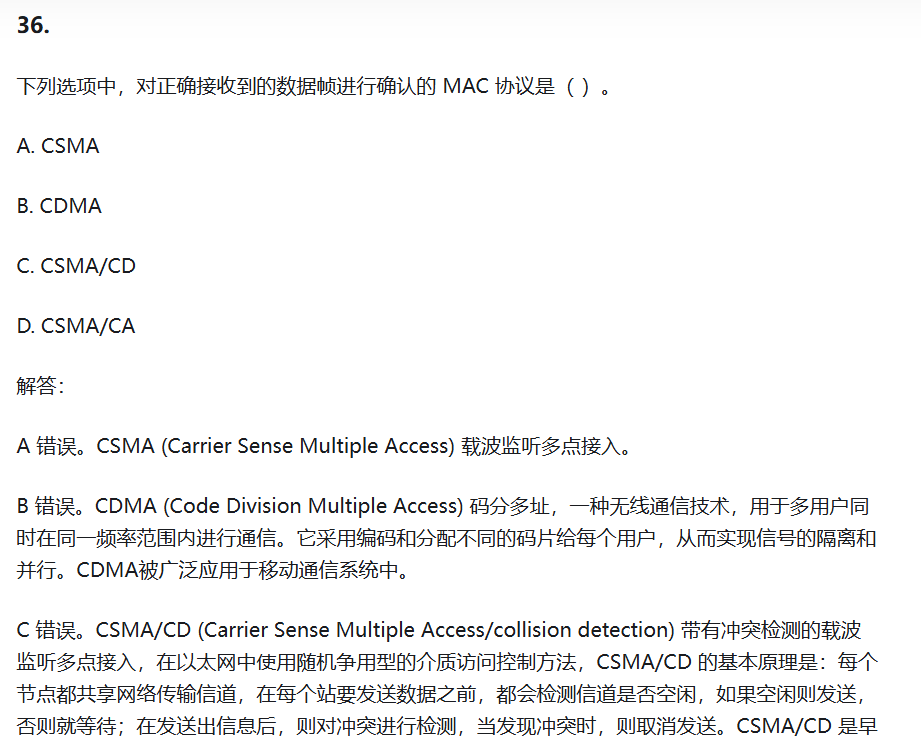 36.
下列选项中，对正确接收到的数据帧进行确认的 MAC 协议是（ ）。
A. CSMA
B. CDMA
C. CSMA/CD
D. CSMA/CA
解答：
A 错误。CSMA (Carrier Sense Multiple Access) 载波监听多点接入。
B 错误。CDMA (Code Division Multiple Access) 码分多址，一种无线通信技术，用于多用户同
时在同一频率范围内进行通信。它采用编码和分配不同的码片给每个用户，从而实现信号的隔离和
并行。CDMA被广泛应用于移动通信系统中。
C 错误。CSMA/CD (Carrier Sense Multiple Access/collision detection) 带有冲突检测的载波
监听多点接入，在以太网中使用随机争用型的介质访问控制方法，CSMA/CD 的基本原理是：每个
节点都共享网络传输信道，在每个站要发送数据之前，都会检测信道是否空闲，如果空闲则发送，
否则就等待；在发送出信息后，则对冲突进行检测，当发现冲突时，则取消发送。CSMA/CD 是早